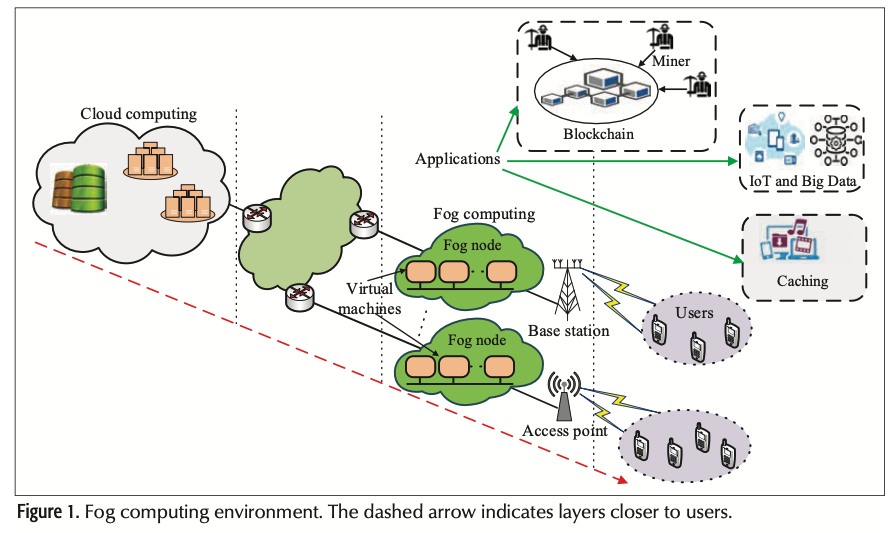 Cloud computing
Applications
Miner
Blockchain
IoT and Big Data
Caching
Fog computing
Fog node
Virtual
machines
Base station
Users
Fog node
Access point
Figure 1. Fog computing environment. The dashed arrow indicates layers closer to users.